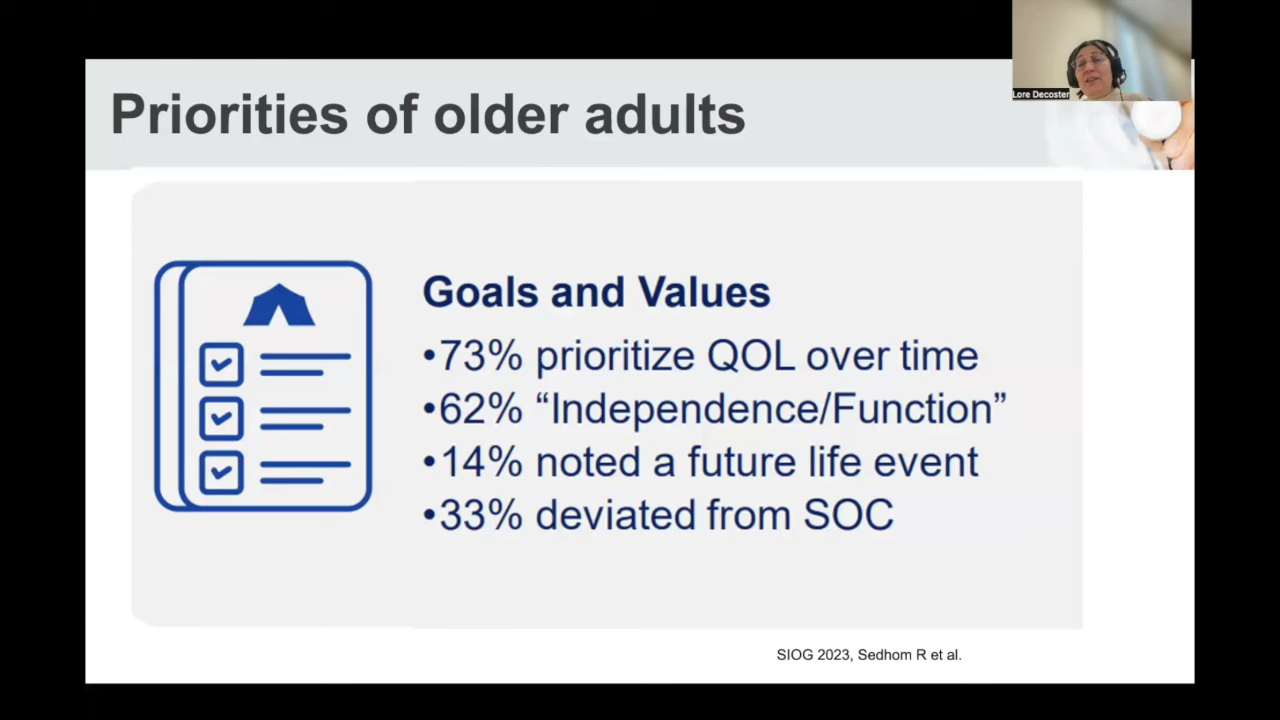 Lore Decoster
Priorities of older adults
Goals and Values
•73% prioritize QOL over time
•62% “Independence/Function”
•14% noted a future life event
•33% deviated from SOC
SIOG 2023, Sedhom R et al.